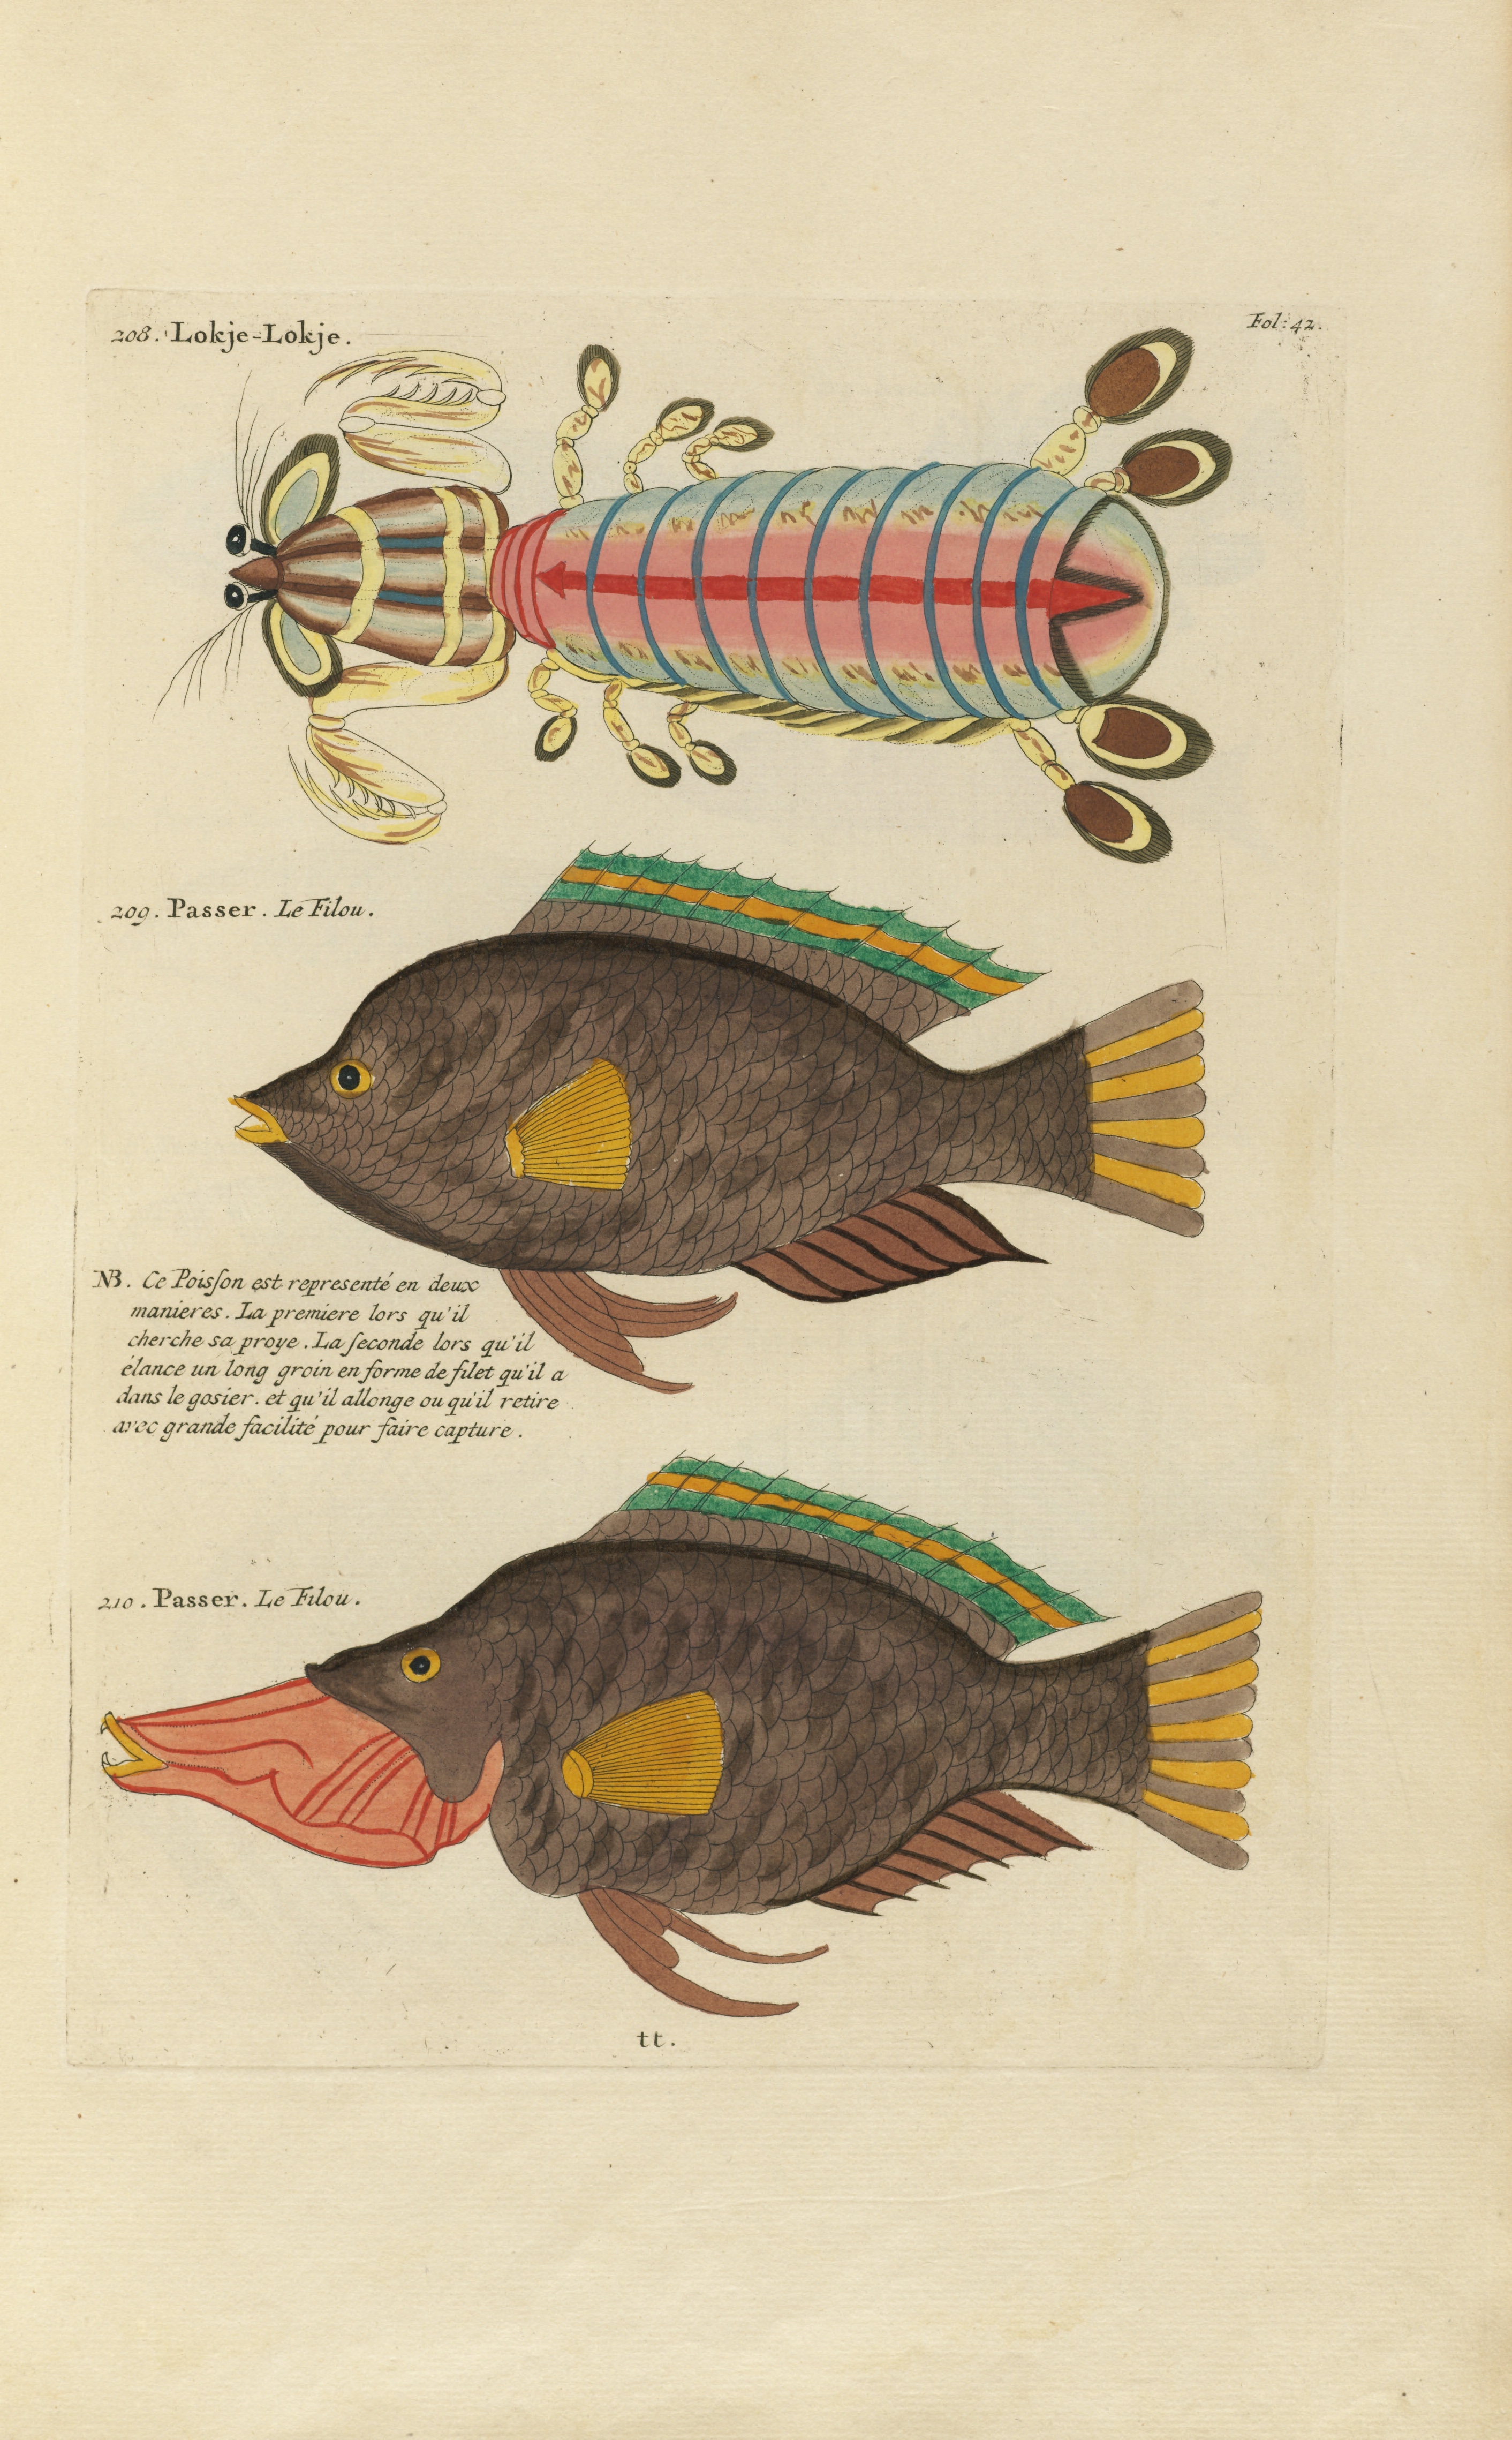 208. Lokje-Lokje.
Fol: 42.
209. Passer. Le Filou.
NB. Ce Poisſon est representé en deux
manieres. La premiere lors qu'il
cherche sa proye. La ſeconde lors qu'il
élance un long groin en forme de filet qu'il a
dans le gosier. et qu'il allonge ou qu'il retire
avec grande facilité pour faire capture.
210. Passer. Le Filou.
tt.